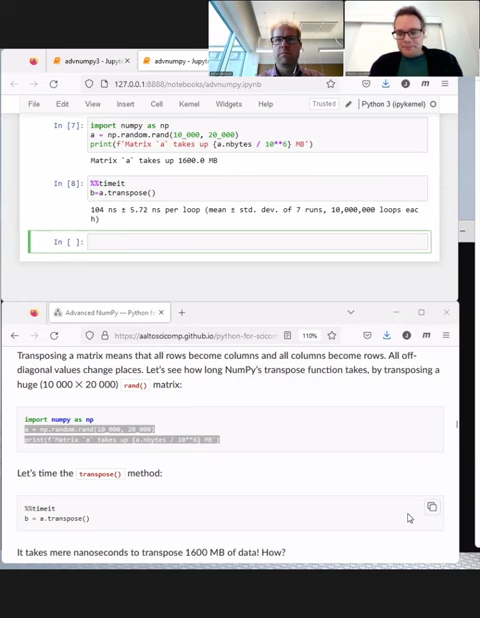 advnumpy3 - Jupyt
advnumpy - Jupyte
127.0.0.1:8888/notebooks/advnumpy.ipynb
File Edit View Insert Cell Kernel Widgets Help Trusted Python 3 (ipykernel)
In [7]: import numpy as np
a = np.random.rand(10_000, 20_000)
print(f'Matrix `a` takes up {a.nbytes / 10**6} MB')
Matrix `a` takes up 1600.0 MB
In [8]: %%timeit
b=a.transpose()
104 ns ± 5.72 ns per loop (mean ± std. dev. of 7 runs, 10,000,000 loops eac
h)
In [ ]:
Advanced NumPy — Python fo
https://aaltoscicomp.github.io/python-for-scicom
110%
Transposing a matrix means that all rows become columns and all columns become rows. All off-
diagonal values change places. Let's see how long NumPy's transpose function takes, by transposing a
huge (10 000 × 20 000) rand() matrix:
import numpy as np
a = np.random.rand(10_000, 20_000)
print(f'Matrix `a` takes up {a.nbytes / 10**6} MB')
Let's time the transpose() method:
%%timeit
b = a.transpose()
It takes mere nanoseconds to transpose 1600 MB of data! How?